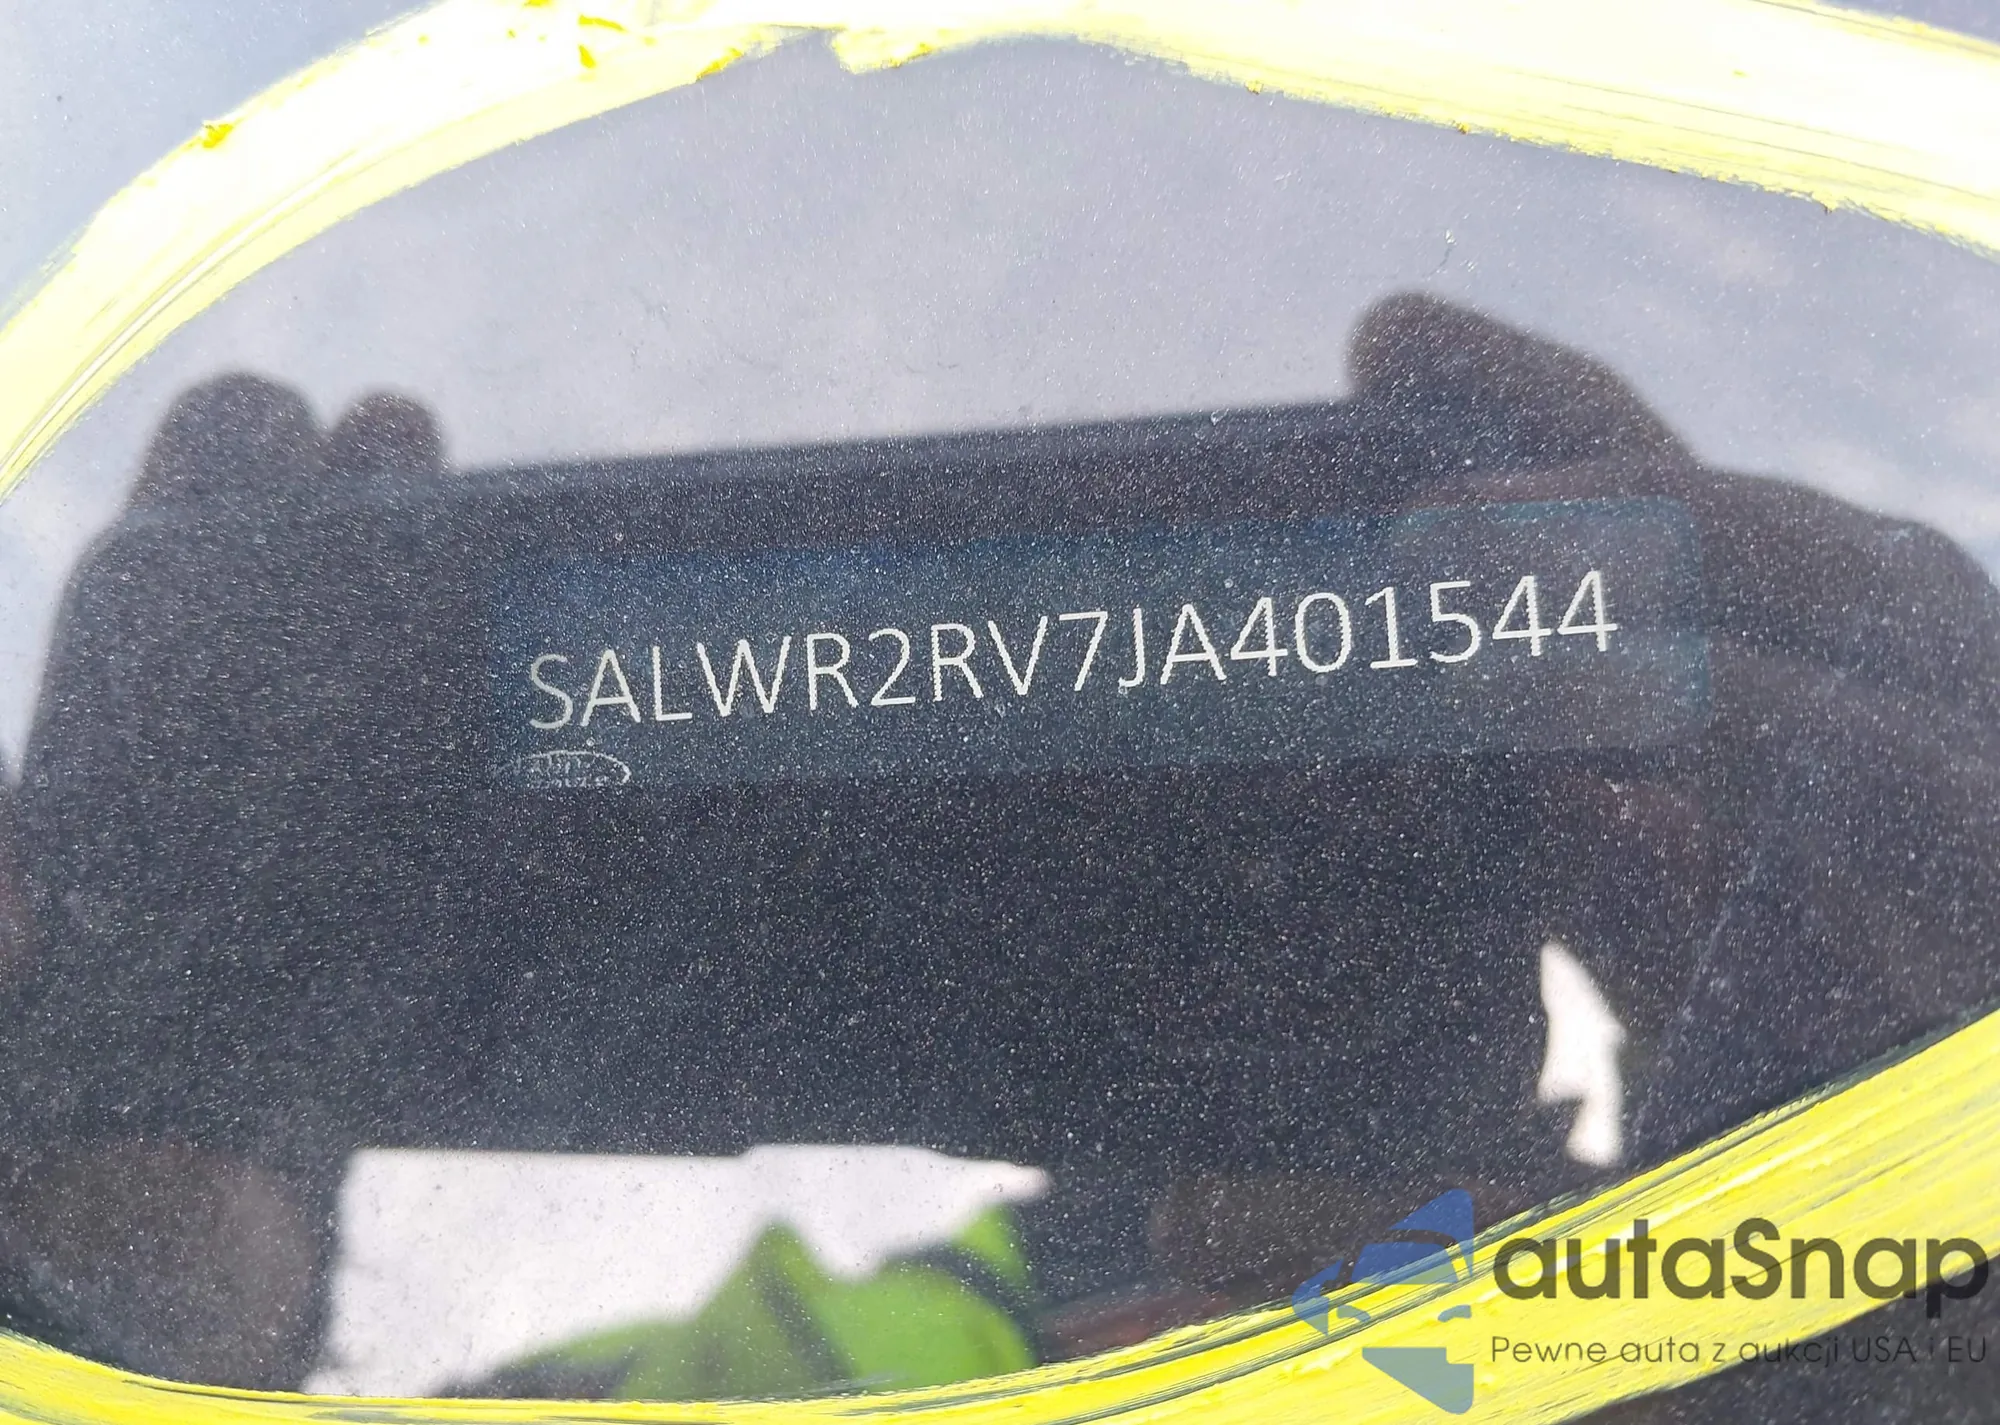 SALWR2RV7JA401544
autaSnap
Pewne auta z aukcji USA i EU